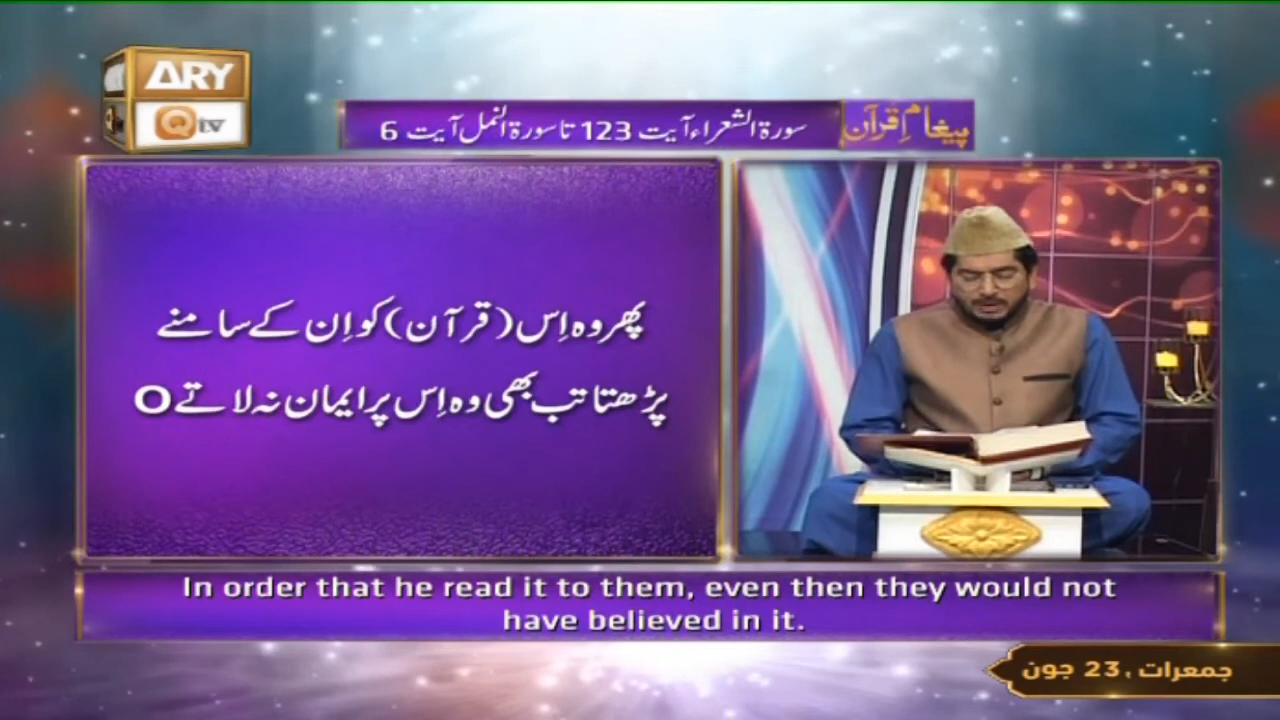 ARY
Qtv
پیغامِ قرآن
سورۃ الشعراء آیت 123 تا سورۃ النمل آیت 6
پھر وہ اِس (قرآن) کو اِن کے سامنے
پڑھتا تب بھی وہ اِس پر ایمان نہ لاتے O
In order that he read it to them, even then they would not
have believed in it.
جمعرات، 23 جون